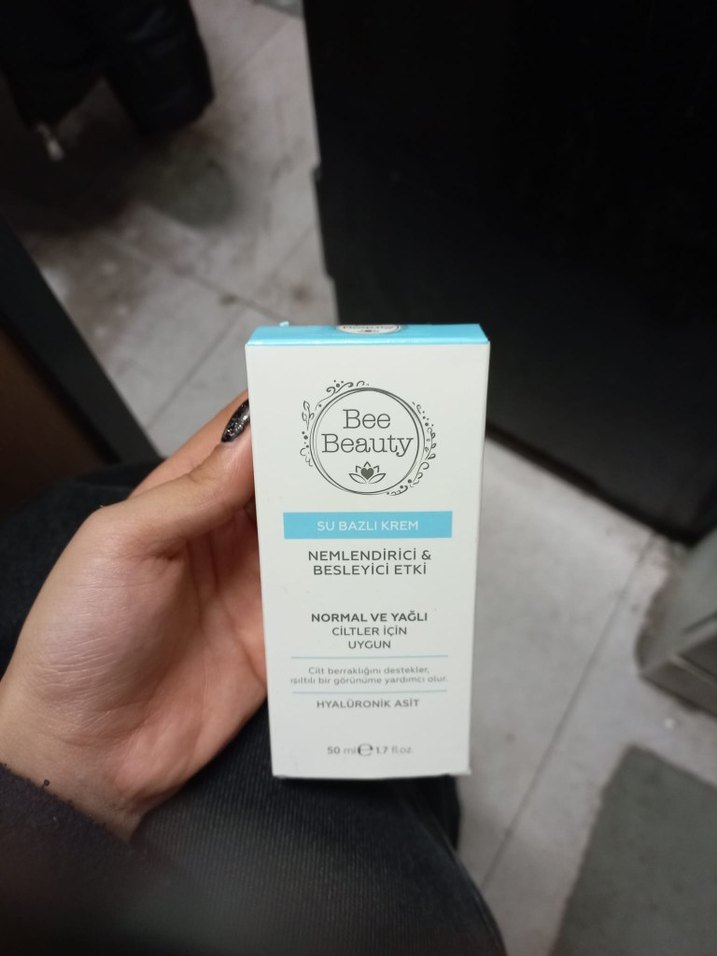 Bee
Beauty
SU BAZLI KREM
NEMLENDİRİCİ &
BESLEYİCİ ETKİ
NORMAL VE YAĞLI
CİLTLER İÇİN
UYGUN
Cilt berraklığını destekler,
ışıltılı bir görünüme yardımcı olur.
HYALÜRONİK ASİT
50 ml ℮ 1.7 fl.oz.